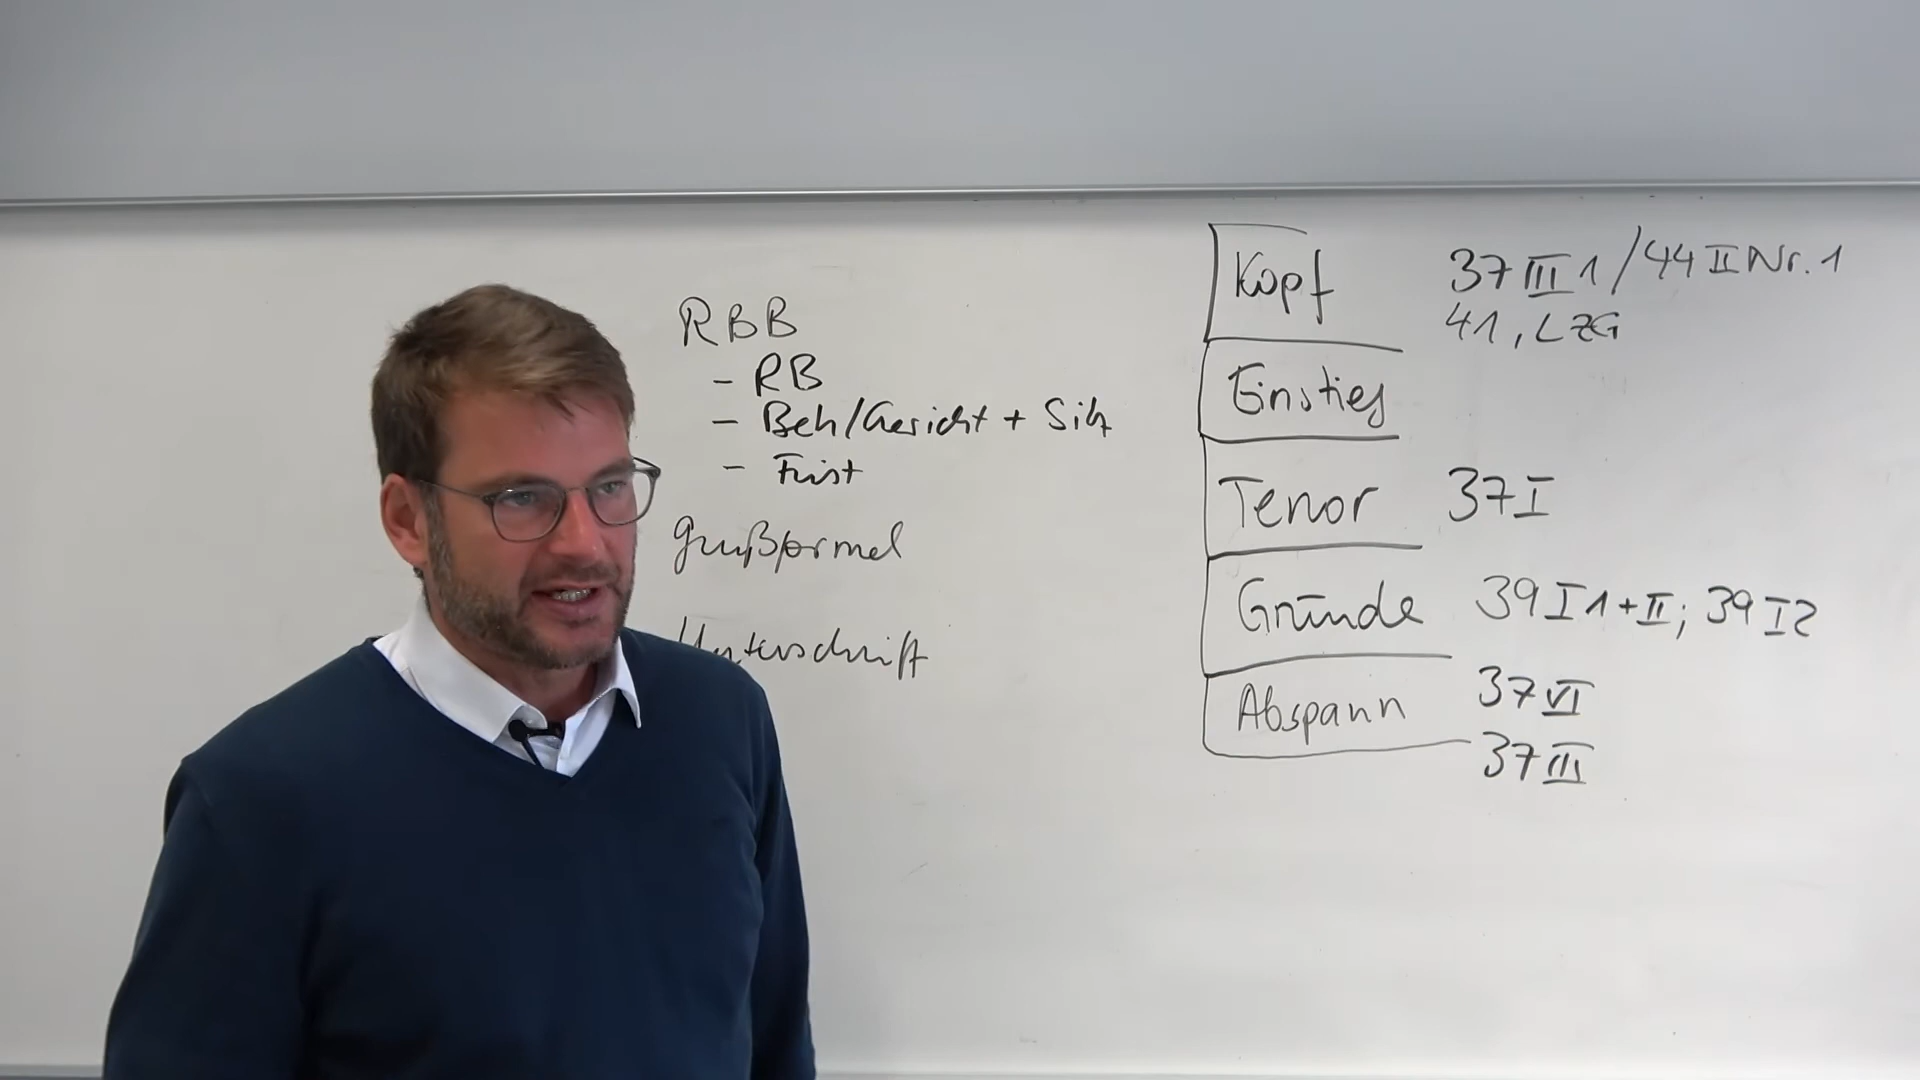 RBB
- RB
- Beh/Gericht + Sitz
- Frist
Grußformel
Unterschrift
Kopf 37 III 1 / 44 II Nr. 1
41, LZG
Einstieg
Tenor 37 I
Gründe 39 I 1 + II; 39 I 2
Abspann 37 VI
37 III